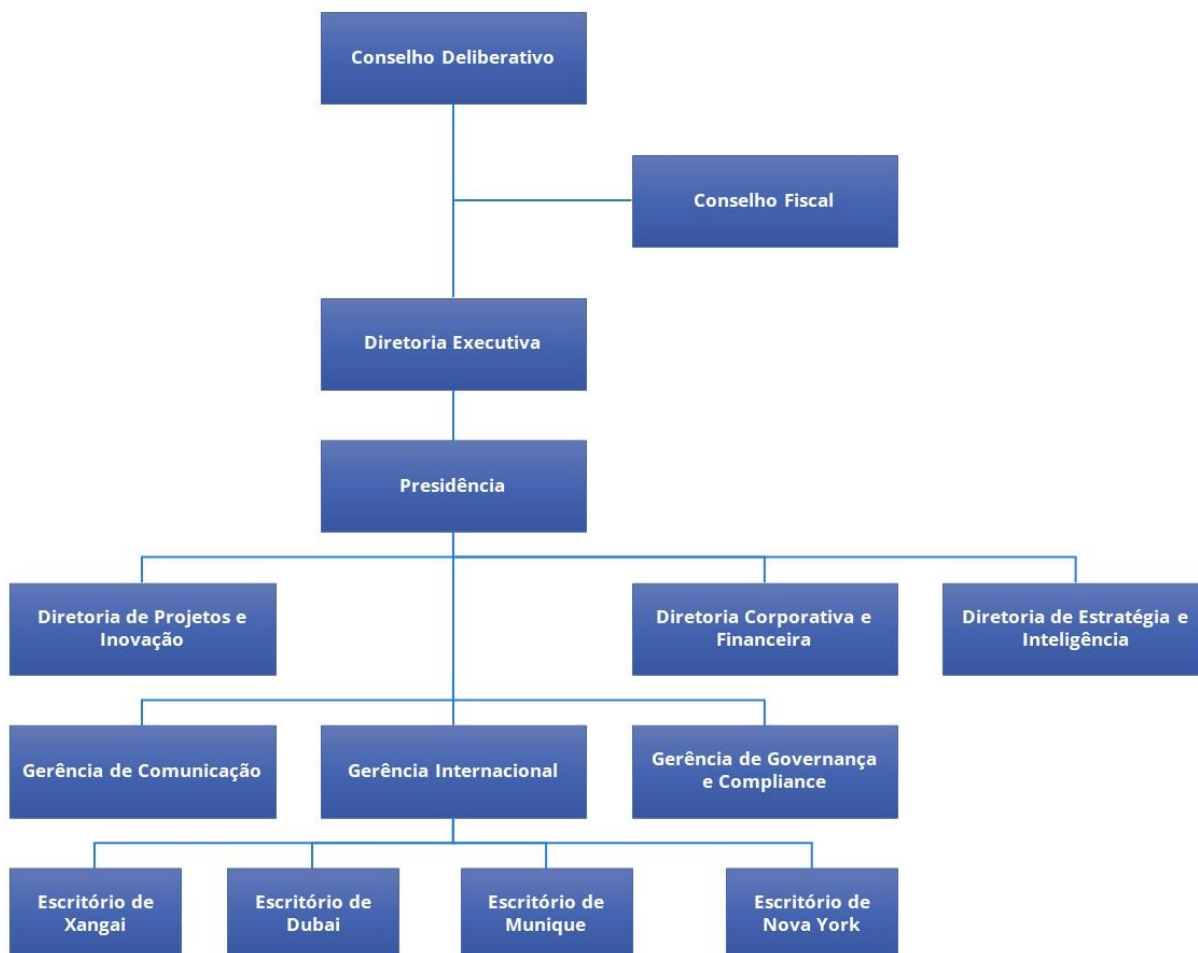 Conselho Deliberativo
Conselho Fiscal
Diretoria Executiva
Presidência
Diretoria de Projetos e
Inovação
Diretoria Corporativa e
Financeira
Diretoria de Estratégia e
Inteligência
Gerência de Comunicação
Gerência Internacional
Gerência de Governança
e Compliance
Escritório de
Xangai
Escritório de
Dubai
Escritório de
Munique
Escritório de
Nova York